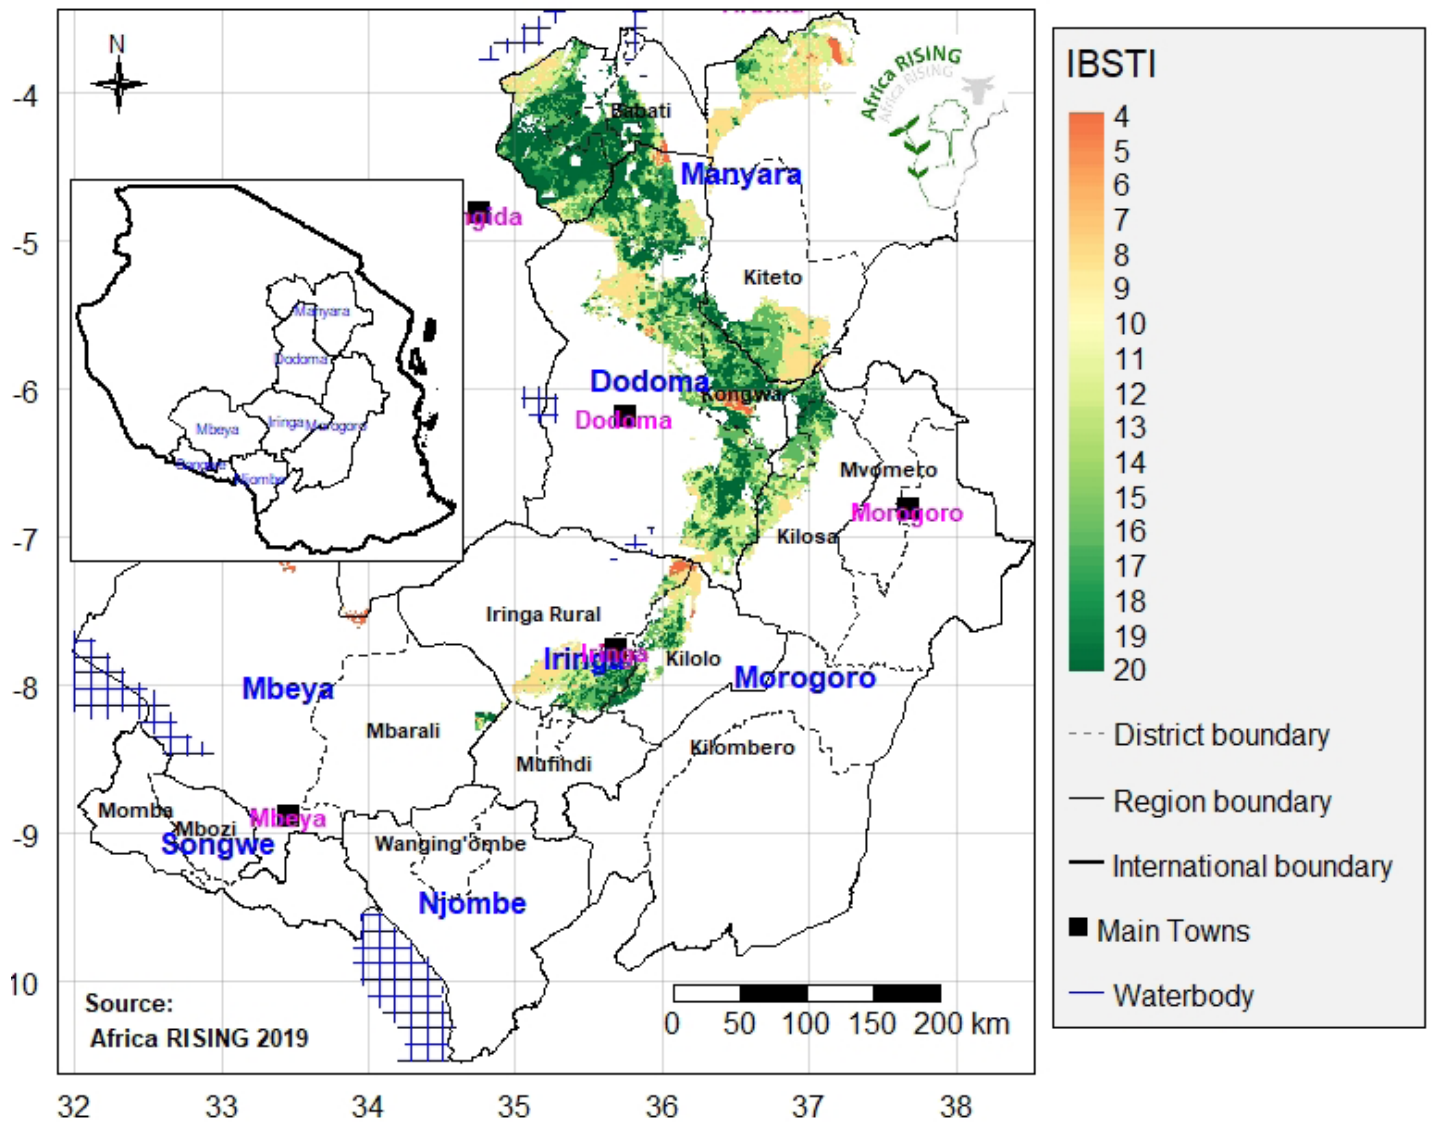 N
Africa RISING
Africa RISING
-4
-5
-6
-7
-8
-9
10
32
33
34
35
36
37
38
Babati
Manyara
Kiteto
Dodoma
Kongwa
Dodoma
Mvomero
Morogoro
Kilosa
Iringa Rural
Iringa
Iringa
Kilolo
Morogoro
Mbeya
Mbarali
Kilombero
Mufindi
Momba
Mbozi
Mbeya
Songwe
Wanging'ombe
Njombe
Manyara
Dodoma
Mbeya
Iringa
Morogoro
Songwe
Njombe
Source:
Africa RISING 2019
0 50 100 150 200 km
IBSTI
4
5
6
7
8
9
10
11
12
13
14
15
16
17
18
19
20
District boundary
Region boundary
International boundary
Main Towns
Waterbody